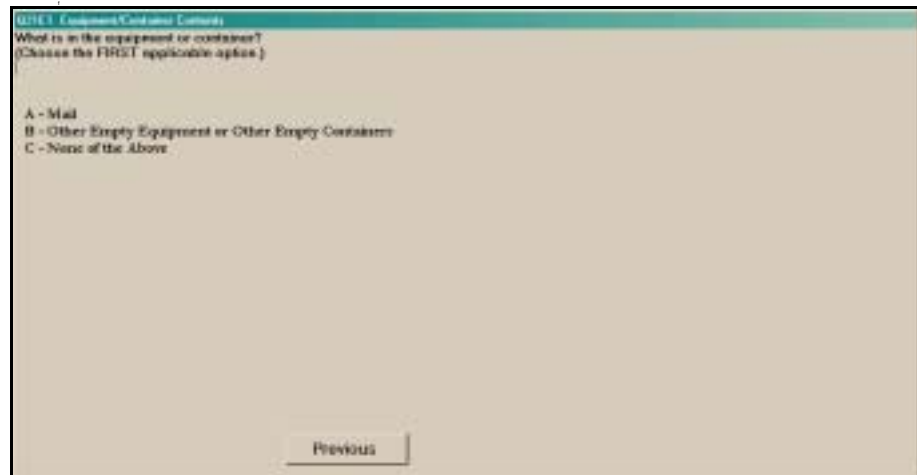 Q21E1 Equipment/Container Contents
What is in the equipment or container?
(Choose the FIRST applicable option.)
A - Mail
B - Other Empty Equipment or Other Empty Containers
C - None of the Above
Previous